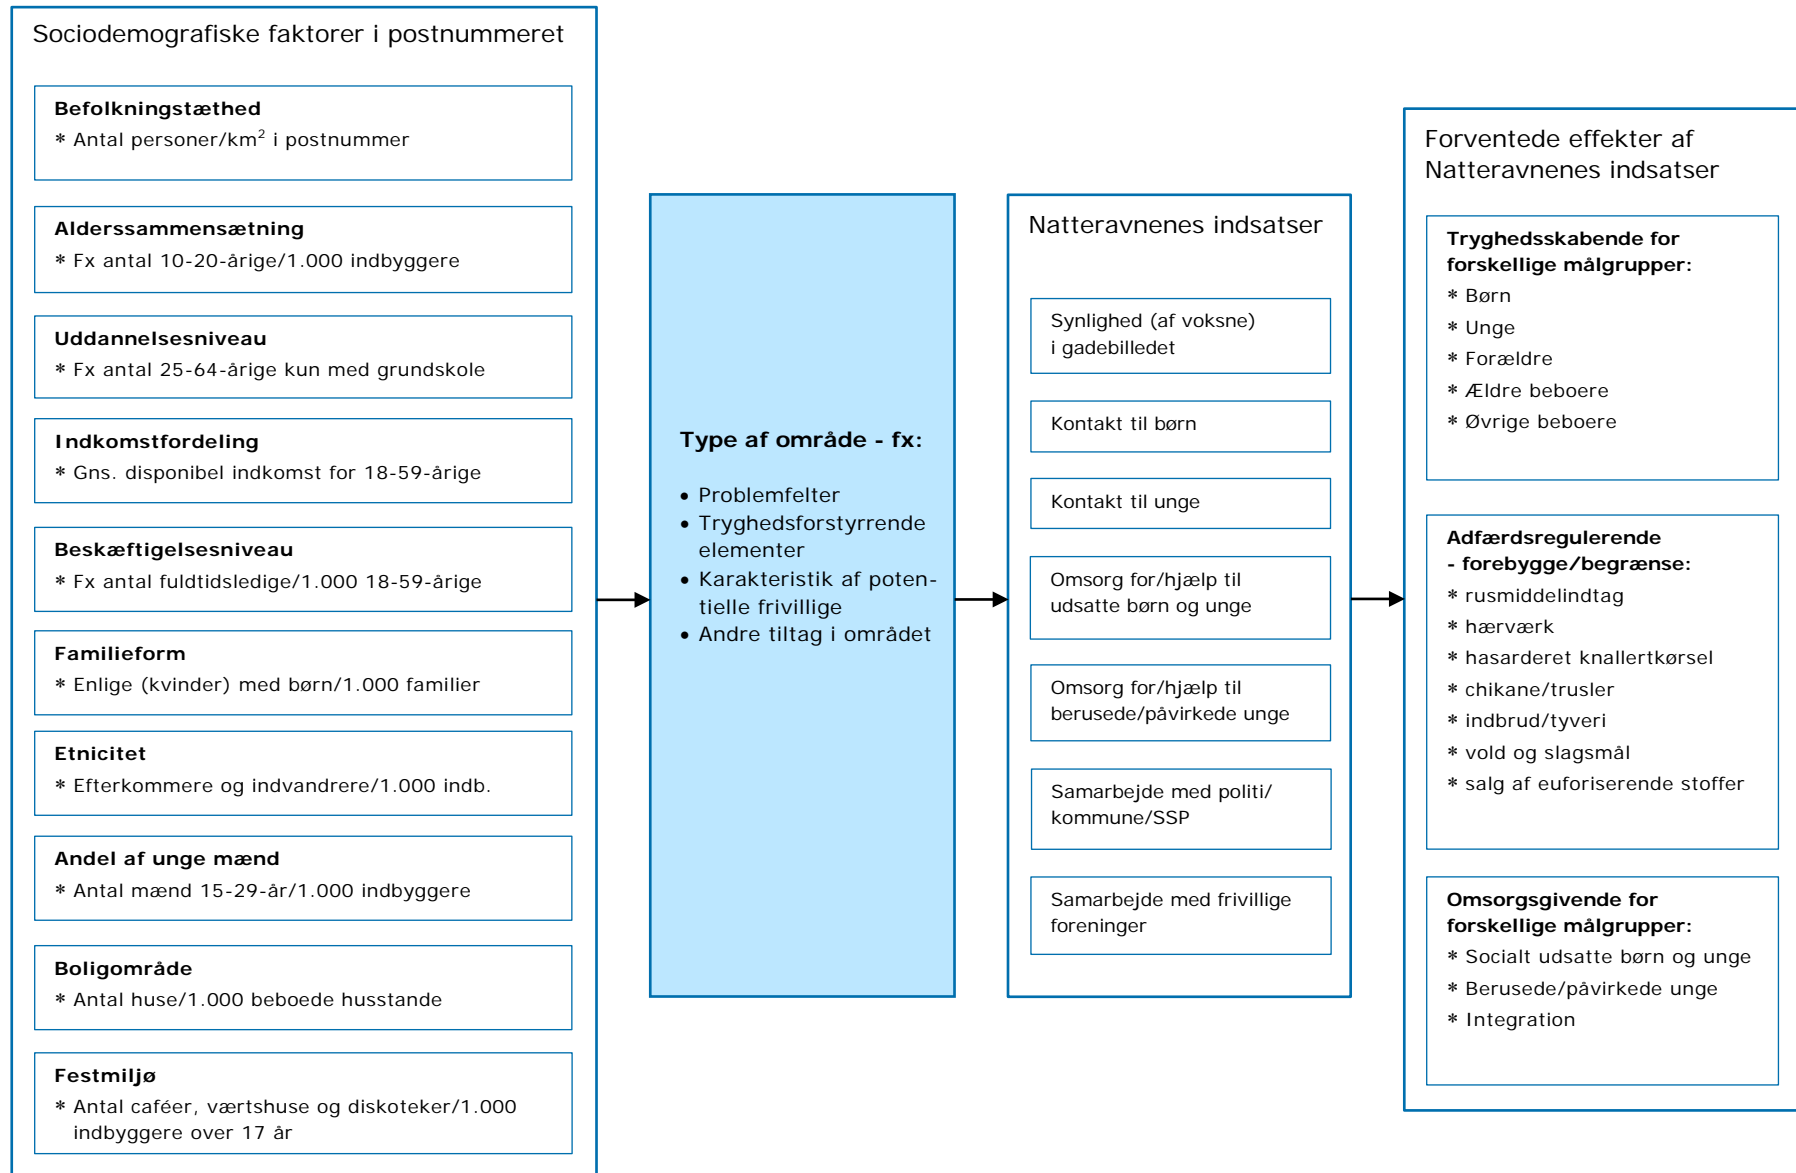 Sociodemografiske faktorer i postnummeret
Befolkningstæthed
* Antal personer/km² i postnummer
Alderssammensætning
* Fx antal 10-20-årige/1.000 indbyggere
Uddannelsesniveau
* Fx antal 25-64-årige kun med grundskole
Indkomstfordeling
* Gns. disponibel indkomst for 18-59-årige
Beskæftigelsesniveau
* Fx antal fuldtidsledige/1.000 18-59-årige
Familieform
* Enlige (kvinder) med børn/1.000 familier
Etnicitet
* Efterkommere og indvandrere/1.000 indb.
Andel af unge mænd
* Antal mænd 15-29-år/1.000 indbyggere
Boligområde
* Antal huse/1.000 beboede husstande
Festmiljø
* Antal caféer, værtshuse og diskoteker/1.000
indbyggere over 17 år
Type af område - fx:
• Problemfelter
• Tryghedsforstyrrende
elementer
• Karakteristik af poten-
tielle frivillige
• Andre tiltag i området
Natteravnenes indsatser
Synlighed (af voksne)
i gadebilledet
Kontakt til børn
Kontakt til unge
Omsorg for/hjælp til
udsatte børn og unge
Omsorg for/hjælp til
berusede/påvirkede unge
Samarbejde med politi/
kommune/SSP
Samarbejde med frivillige
foreninger
Forventede effekter af
Natteravnenes indsatser
Tryghedsskabende for
forskellige målgrupper:
* Børn
* Unge
* Forældre
* Ældre beboere
* Øvrige beboere
Adfærdsregulerende
- forebygge/begrænse:
* rusmiddelindtag
* hærværk
* hasarderet knallertkørsel
* chikane/trusler
* indbrud/tyveri
* vold og slagsmål
* salg af euforiserende stoffer
Omsorgsgivende for
forskellige målgrupper:
* Socialt udsatte børn og unge
* Berusede/påvirkede unge
* Integration